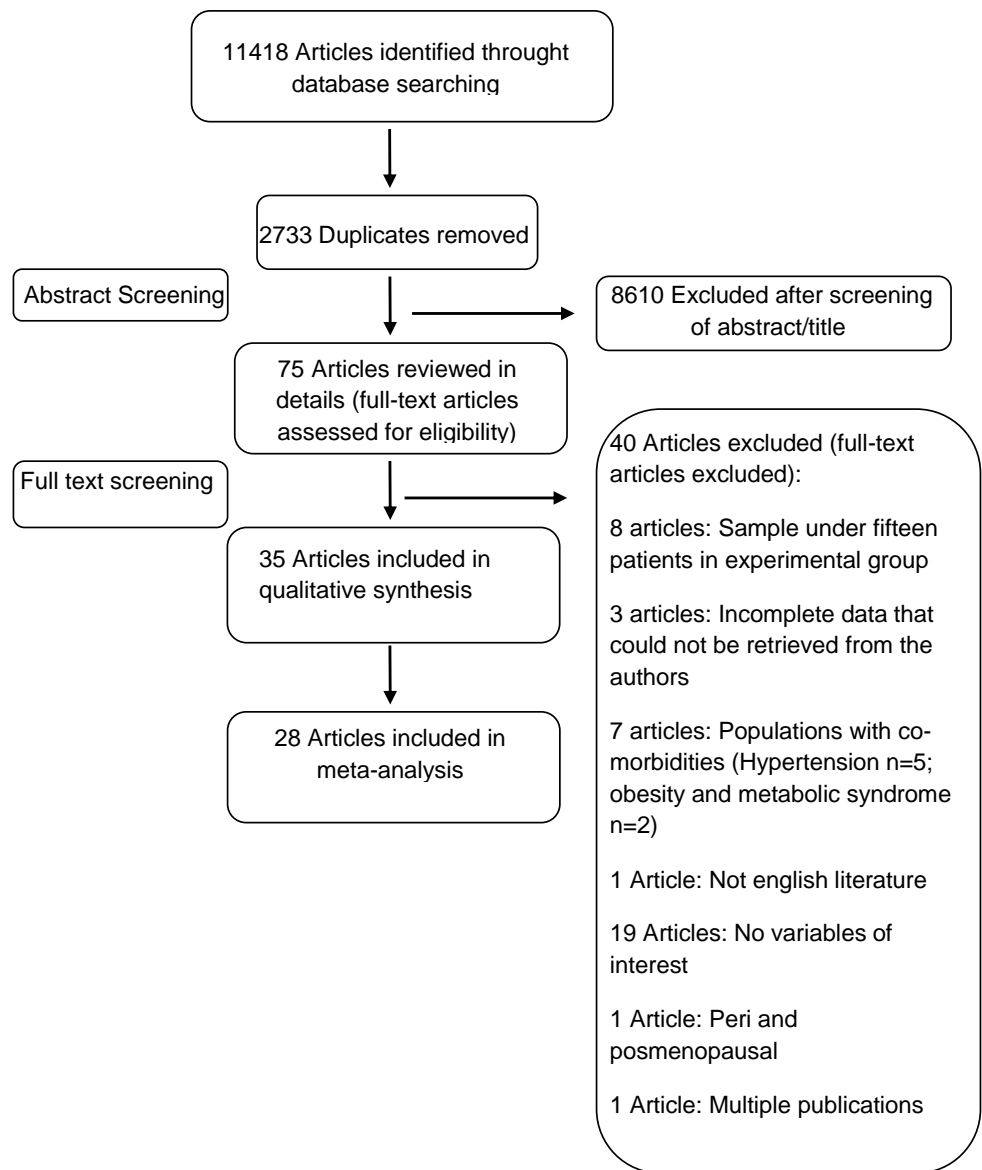 11418 Articles identified throught
database searching
2733 Duplicates removed
Abstract Screening
8610 Excluded after screening
of abstract/title
75 Articles reviewed in
details (full-text articles
assessed for eligibility)
Full text screening
40 Articles excluded (full-text
articles excluded):
8 articles: Sample under fifteen
patients in experimental group
3 articles: Incomplete data that
could not be retrieved from the
authors
7 articles: Populations with co-
morbidities (Hypertension n=5;
obesity and metabolic syndrome
n=2)
1 Article: Not english literature
19 Articles: No variables of
interest
1 Article: Peri and
posmenopausal
1 Article: Multiple publications
35 Articles included in
qualitative synthesis
28 Articles included in
meta-analysis